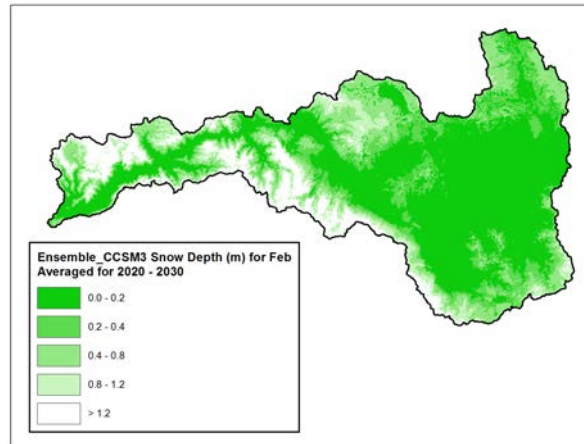 Ensemble_CCSM3 Snow Depth (m) for Feb
Averaged for 2020 - 2030
0.0 - 0.2
0.2 - 0.4
0.4 - 0.8
0.8 - 1.2
> 1.2